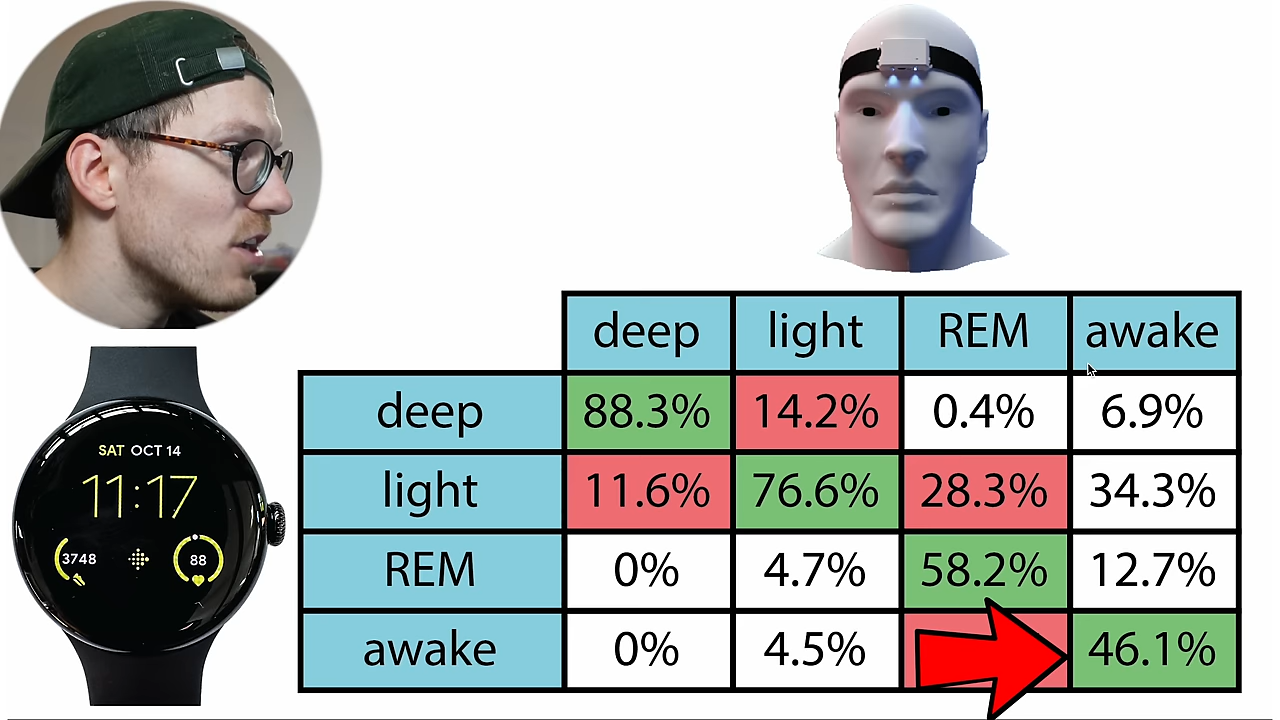 deep light REM awake
deep 88.3% 14.2% 0.4% 6.9%
light 11.6% 76.6% 28.3% 34.3%
REM 0% 4.7% 58.2% 12.7%
awake 0% 4.5% 46.1%
SAT OCT 14
11:17
3748 88